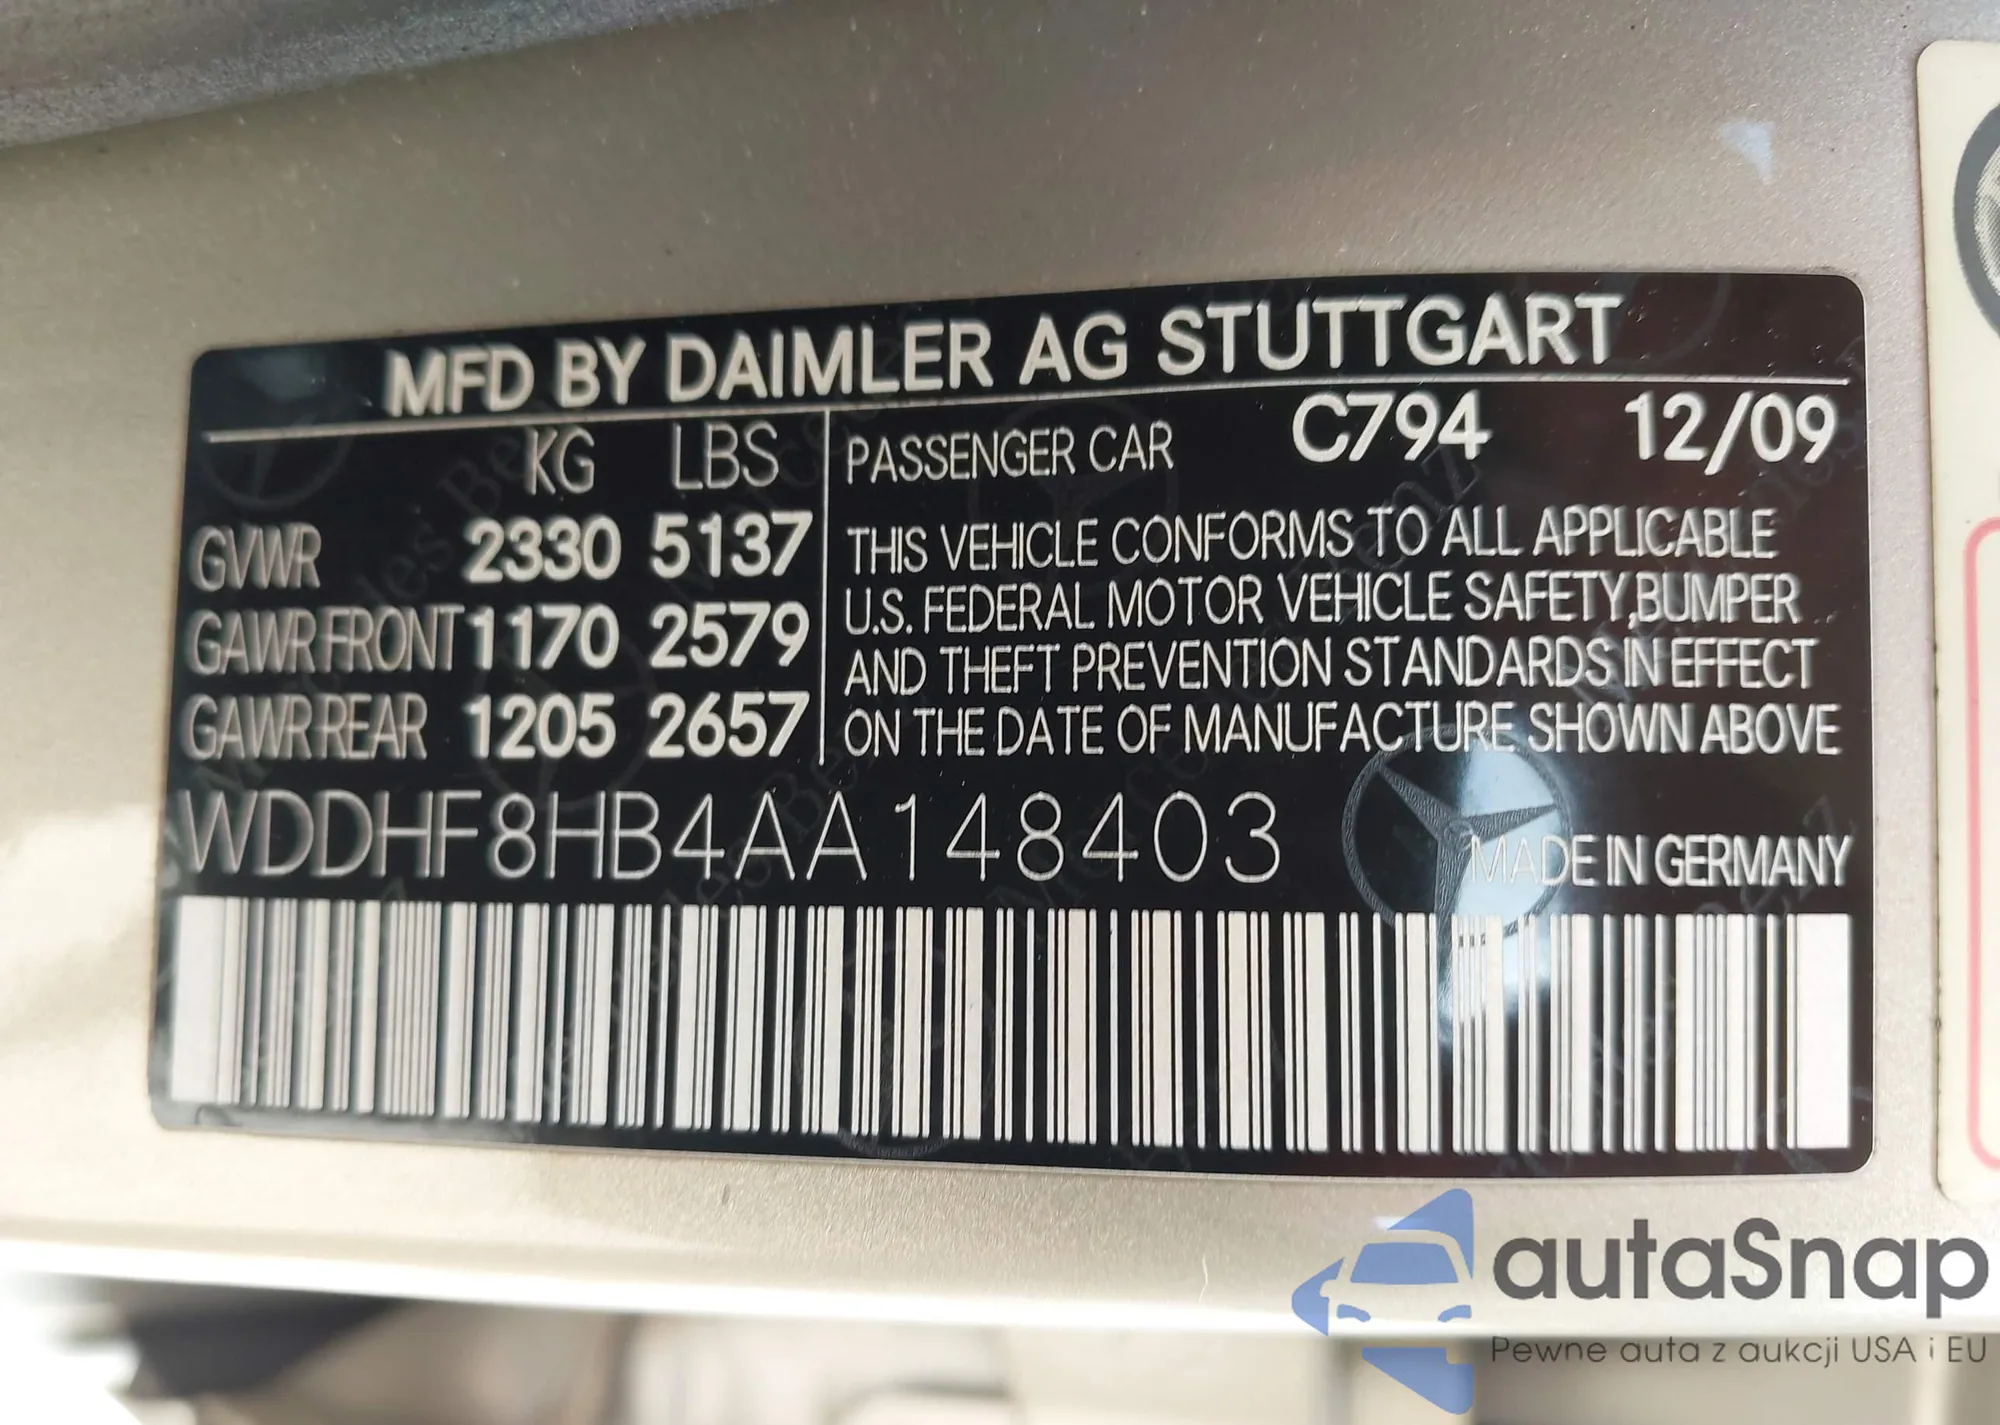 MFD BY DAIMLER AG STUTTGART
KG LBS
GVWR 2330 5137
GAWR FRONT 1170 2579
GAWR REAR 1205 2657
PASSENGER CAR C794 12/09
THIS VEHICLE CONFORMS TO ALL APPLICABLE
U.S. FEDERAL MOTOR VEHICLE SAFETY,BUMPER
AND THEFT PREVENTION STANDARDS IN EFFECT
ON THE DATE OF MANUFACTURE SHOWN ABOVE
WDDHF8HB4AA148403
MADE IN GERMANY
autaSnap
Pewne auta z aukcji USA i EU